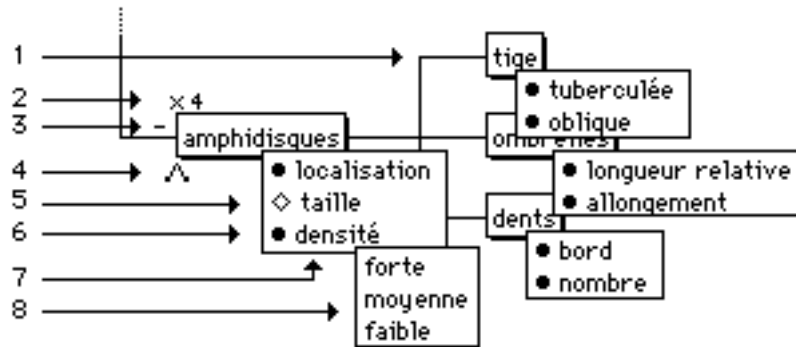 1
tige
2
× 4
tuberculée
3
-
amphidisques
oblique
ombrelles
4
localisation
longueur relative
5
taille
allongement
6
densité
dents
bord
7
forte
nombre
8
moyenne
faible